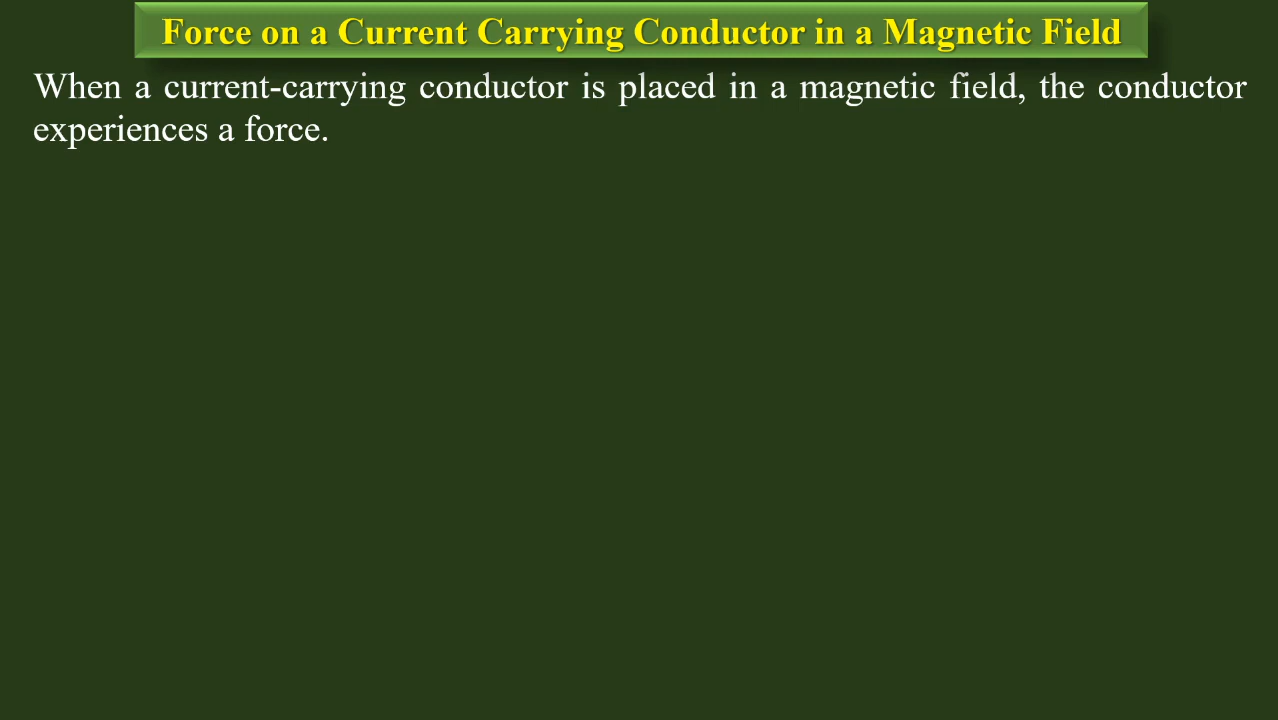 Force on a Current Carrying Conductor in a Magnetic Field
When a current-carrying conductor is placed in a magnetic field, the conductor
experiences a force.